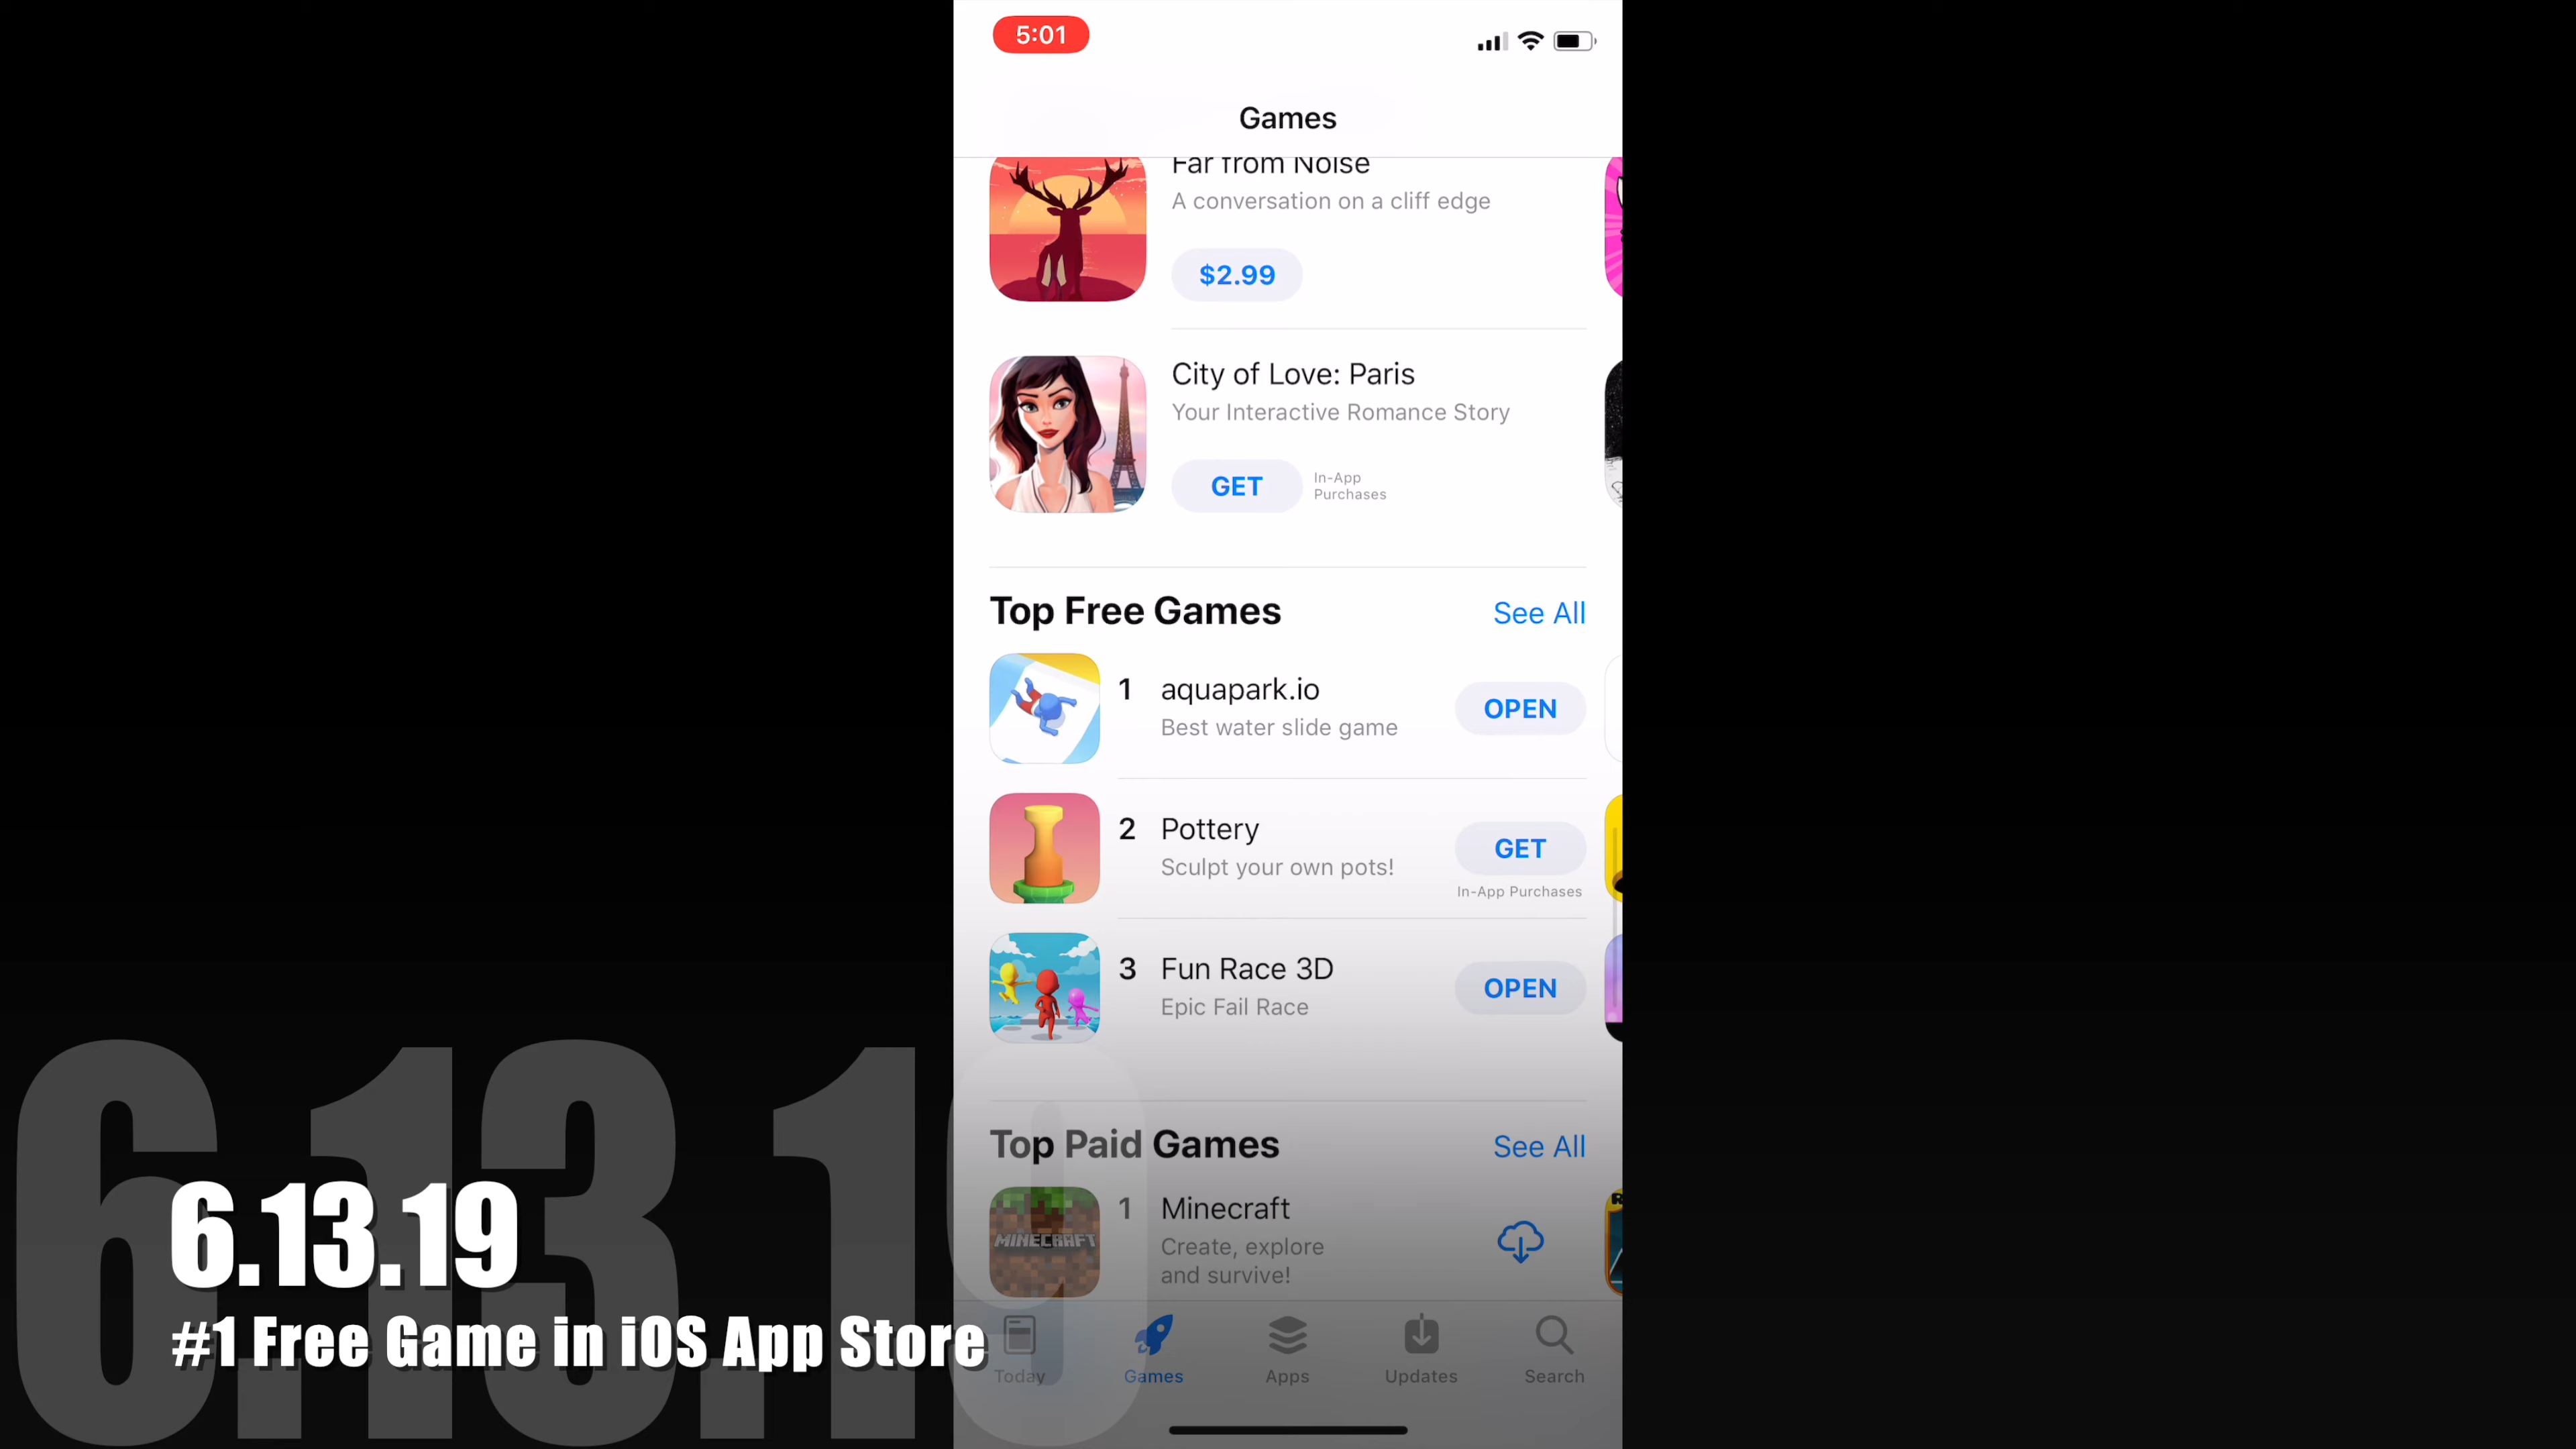 5:01
Games
Far from Noise
A conversation on a cliff edge
$2.99
City of Love: Paris
Your Interactive Romance Story
GET
In-App
Purchases
Top Free Games
See All
1
aquapark.io
Best water slide game
OPEN
2
Pottery
Sculpt your own pots!
GET
In-App Purchases
3
Fun Race 3D
Epic Fail Race
OPEN
Top Paid Games
See All
MINECRAFT
1
Minecraft
Create, explore
and survive!
6.13.19
6.13.19
#1 Free Game in iOS App Store
Today
Games
Apps
Updates
Search